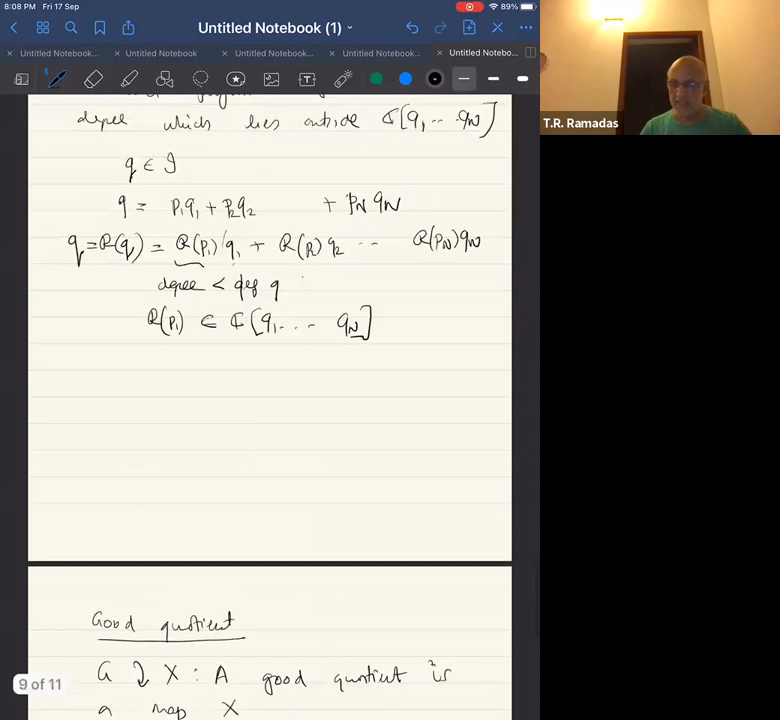 8:08 PM Fri 17 Sep
89%
Untitled Notebook (1)
Untitled Notebook...
Untitled Notebook
Untitled Notebook...
Untitled Notebook...
Untitled Notebo...
T.R. Ramadas
degree which lies outside ℂ[q₁ ... q_N]
q ∈ I
q = p₁q₁ + p₂q₂ + p_N q_N
q = R(q) = R(p₁) q₁ + R(p₂) q₂ ... R(p_N) q_N
degree < deg q
R(p₁) ∈ ℂ[q₁ ... q_N]
Good quotient
G ⤵ X : A good quotient is
a map X
9 of 11